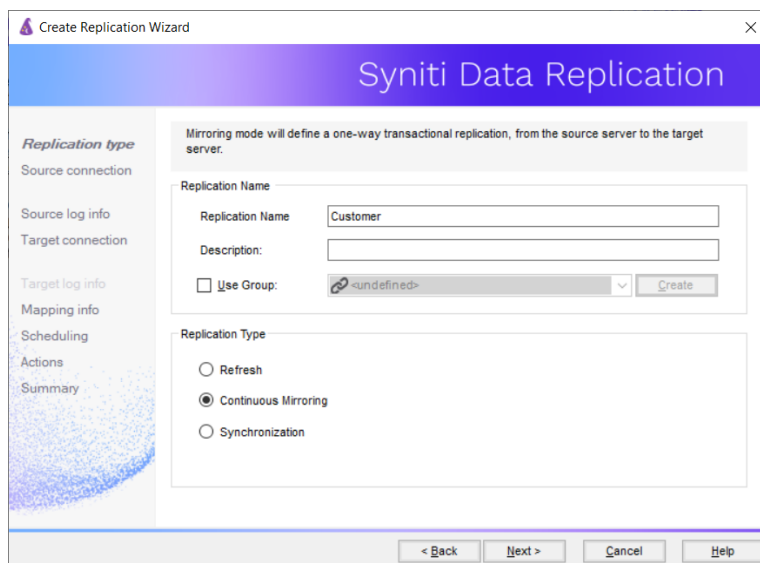 Create Replication Wizard
Syniti Data Replication
Replication type
Source connection
Source log info
Target connection
Target log info
Mapping info
Scheduling
Actions
Summary
Mirroring mode will define a one-way transactional replication, from the source server to the target
server.
Replication Name
Replication Name Customer
Description:
Use Group: <undefined> Create
Replication Type
Refresh
Continuous Mirroring
Synchronization
< Back Next > Cancel Help